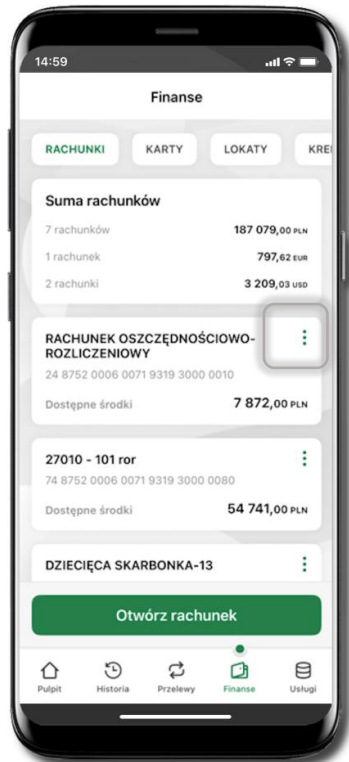 14:59
Finanse
RACHUNKI KARTY LOKATY
Suma rachunków
7 rachunków 187 079,00 PLN
1 rachunek 797,62 EUR
2 rachunki 3 209,03 USD
RACHUNEK OSZCZĘDNOŚCIOWO-
ROZLICZENIOWY
24 8752 0006 0071 9319 3000 0010
Dostępne środki 7 872,00 PLN
27010 - 101 ror
74 8752 0006 0071 9319 3000 0080
Dostępne środki 54 741,00 PLN
DZIECIĘCA SKARBONKA-13
Otwórz rachunek
Pulpit Historia Przelewy Finanse Usługi